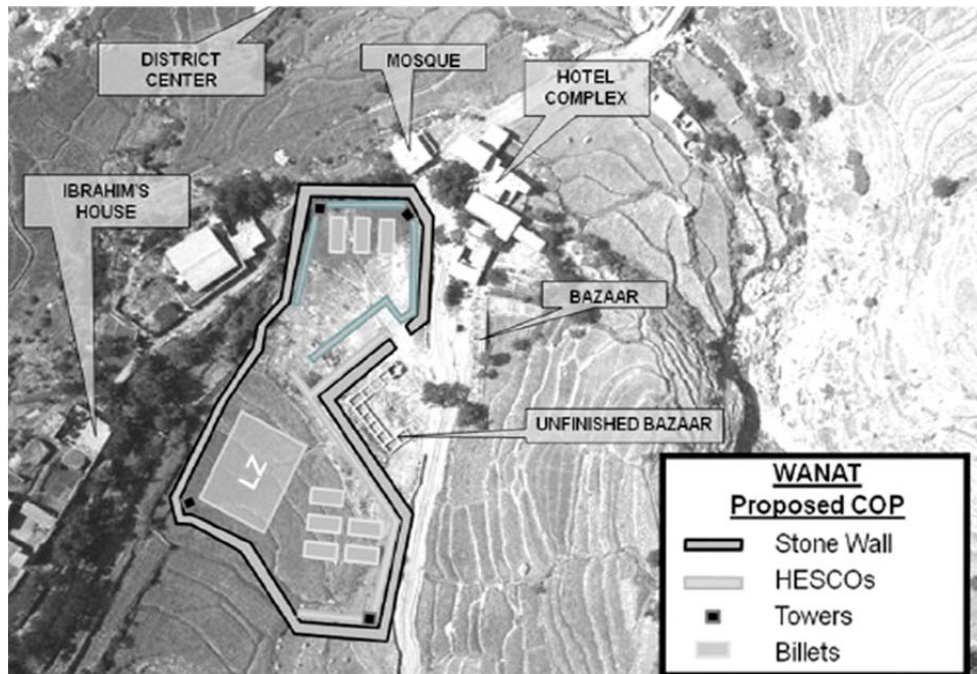 DISTRICT
CENTER
MOSQUE
HOTEL
COMPLEX
IBRAHIM'S
HOUSE
BAZAAR
UNFINISHED BAZAAR
LZ
WANAT
Proposed COP
Stone Wall
HESCOs
Towers
Billets